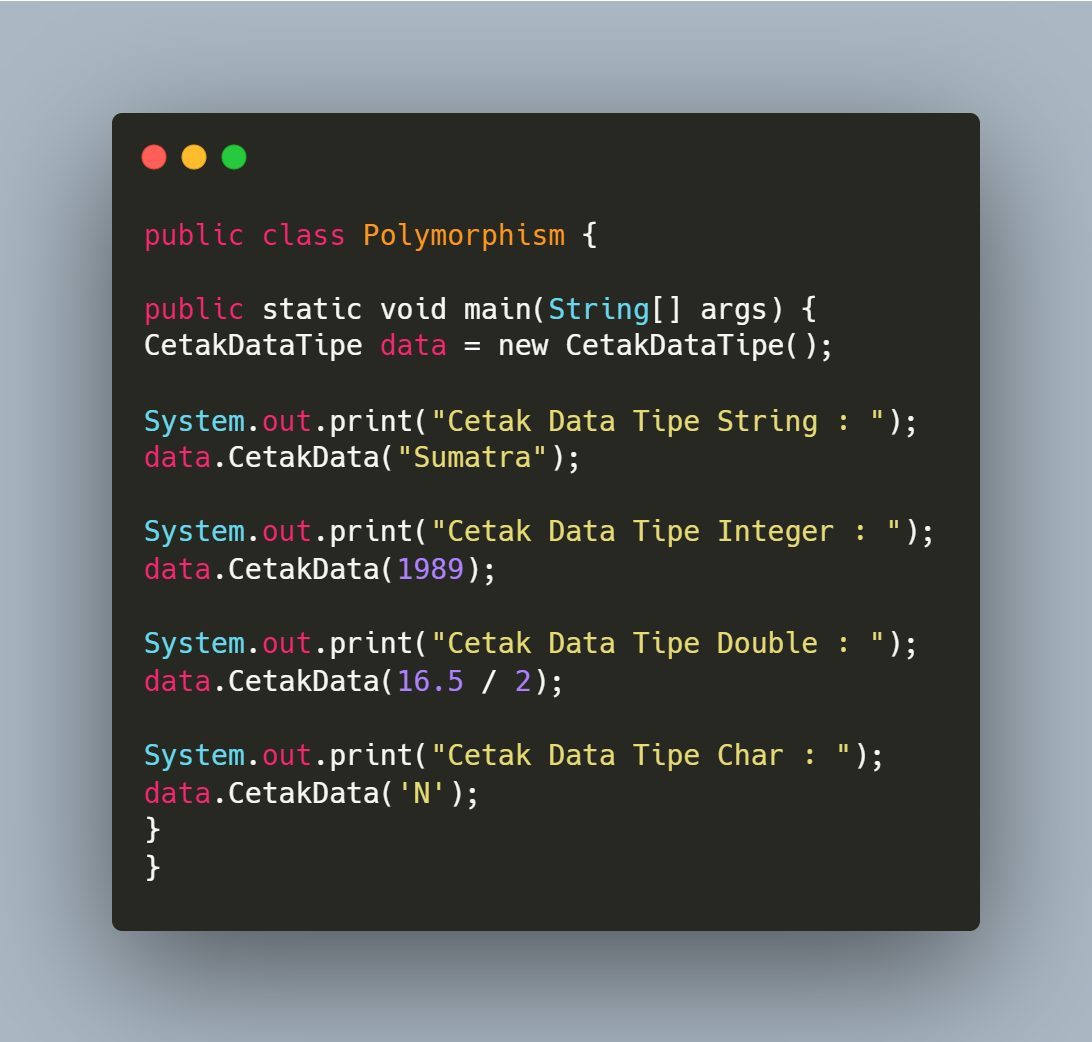 public class Polymorphism {
public static void main(String[] args) {
CetakDataTipe data = new CetakDataTipe();
System.out.print("Cetak Data Tipe String : ");
data.CetakData("Sumatra");
System.out.print("Cetak Data Tipe Integer : ");
data.CetakData(1989);
System.out.print("Cetak Data Tipe Double : ");
data.CetakData(16.5 / 2);
System.out.print("Cetak Data Tipe Char : ");
data.CetakData('N');
}
}